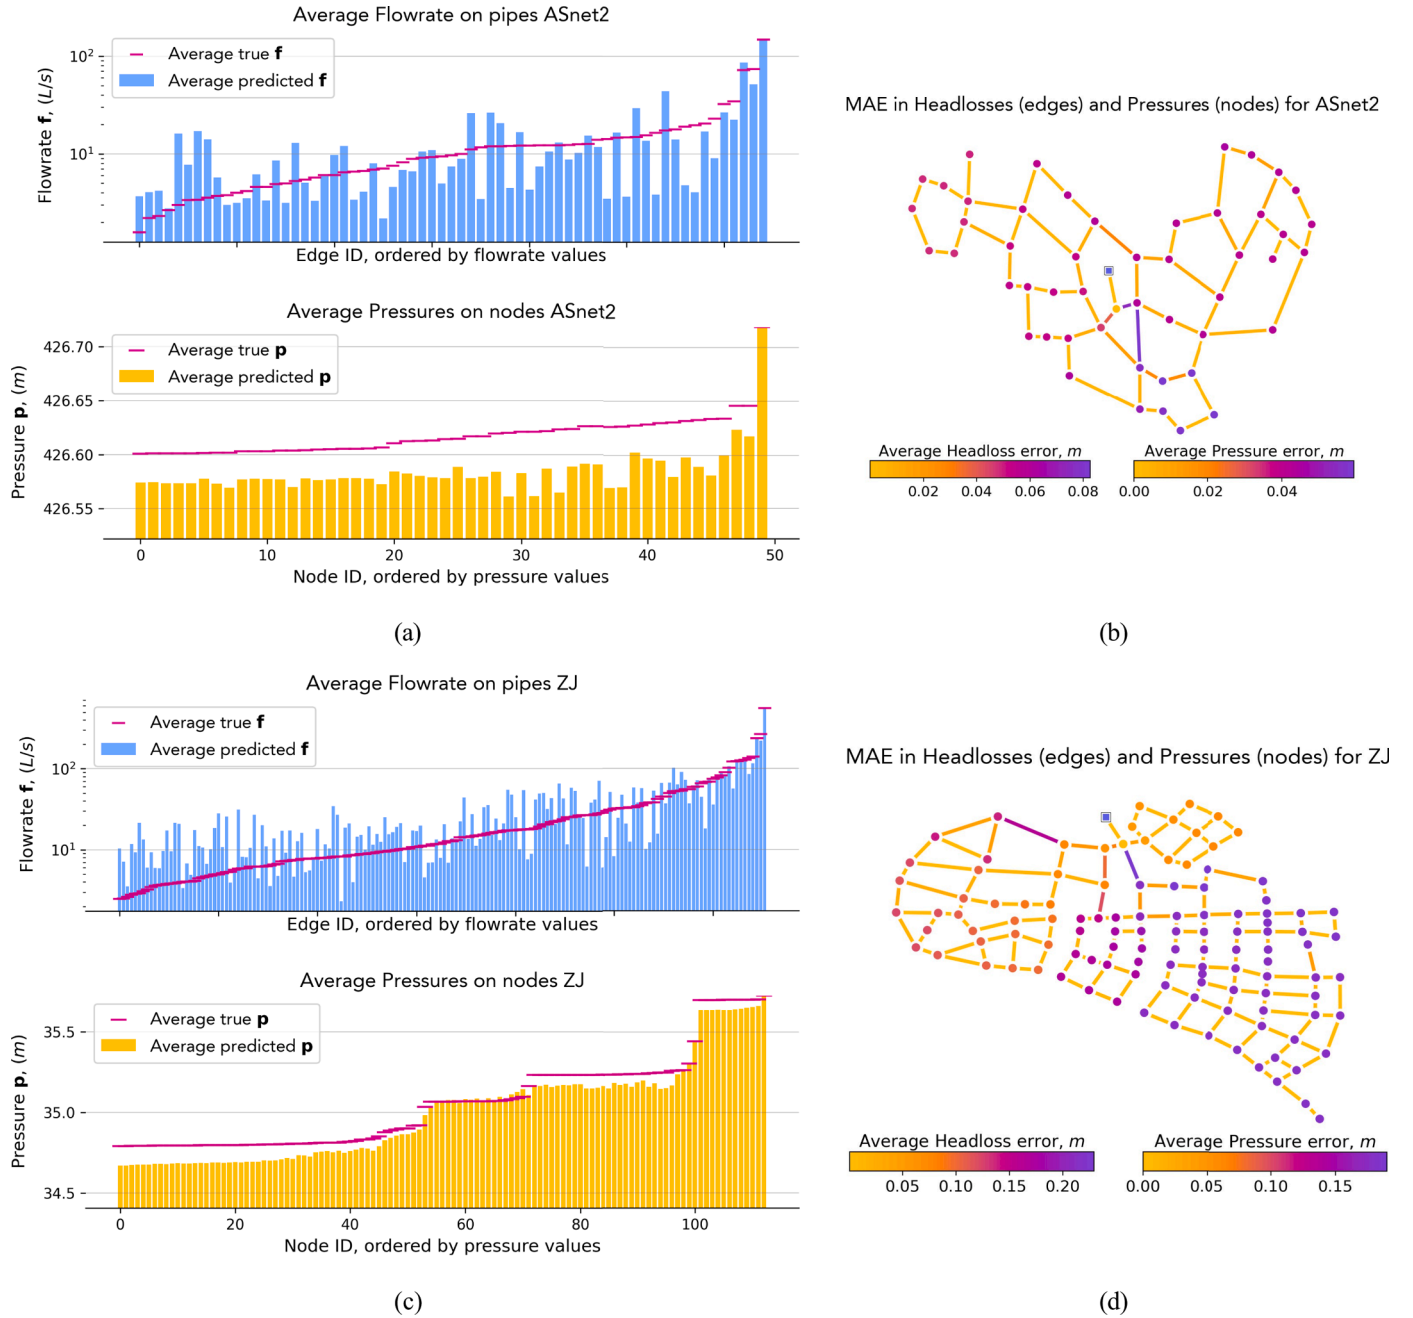 Average Flowrate on pipes ASnet2
Average true f
Average predicted f
Flowrate f, (L/s)
10²
10¹
Edge ID, ordered by flowrate values
Average Pressures on nodes ASnet2
Average true p
Average predicted p
Pressure p, (m)
426.70
426.65
426.60
426.55
0 10 20 30 40 50
Node ID, ordered by pressure values
(a)
MAE in Headlosses (edges) and Pressures (nodes) for ASnet2
Average Headloss error, m
0.02 0.04 0.06 0.08
Average Pressure error, m
0.00 0.02 0.04
(b)
Average Flowrate on pipes ZJ
Average true f
Average predicted f
Flowrate f, (L/s)
10²
10¹
Edge ID, ordered by flowrate values
Average Pressures on nodes ZJ
Average true p
Average predicted p
Pressure p, (m)
35.5
35.0
34.5
0 20 40 60 80 100
Node ID, ordered by pressure values
(c)
MAE in Headlosses (edges) and Pressures (nodes) for ZJ
Average Headloss error, m
0.05 0.10 0.15 0.20
Average Pressure error, m
0.00 0.05 0.10 0.15
(d)